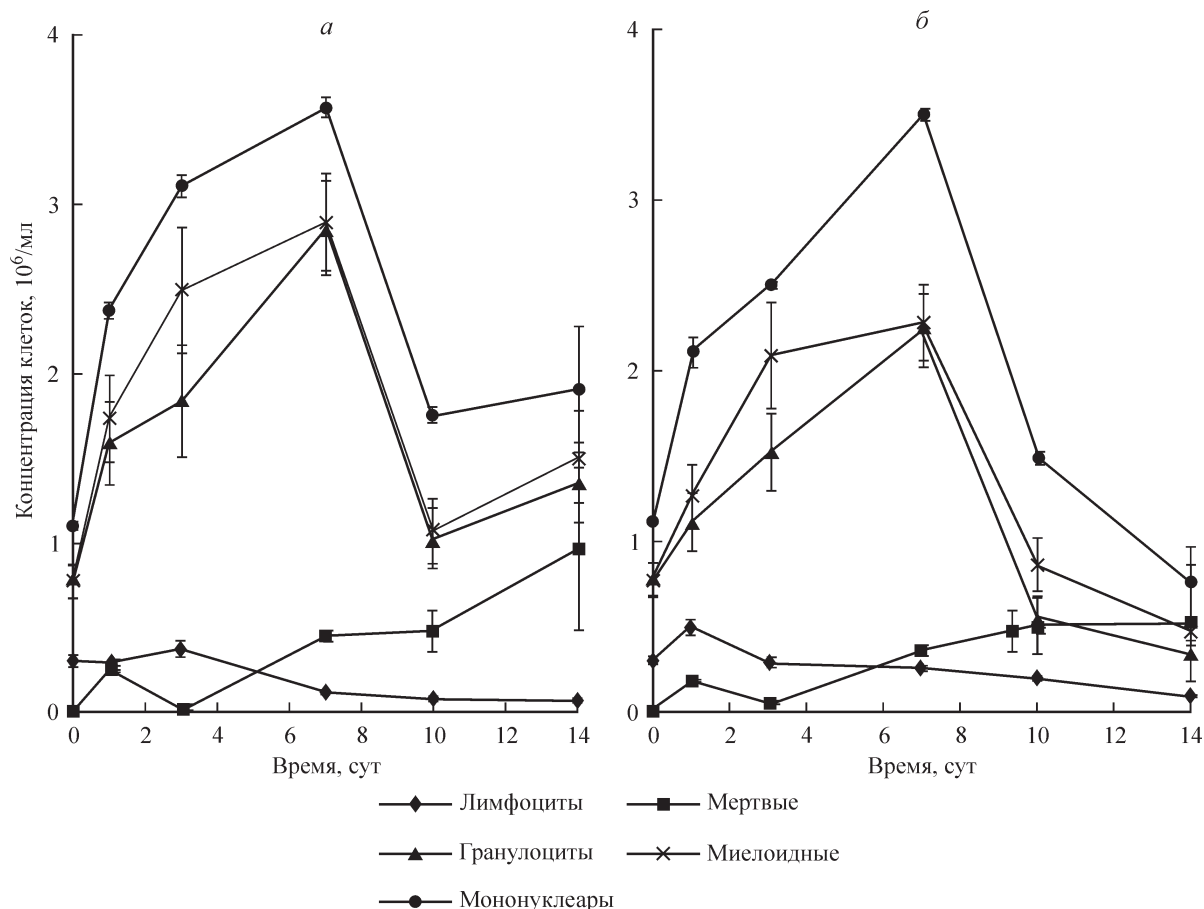 а
б
4
3
2
1
0
Концентрация клеток, 10⁶/мл
0 2 4 6 8 10 12 14
Время, сут
4
3
2
1
0
0 2 4 6 8 10 12 14
Время, сут
Лимфоциты
Мертвые
Гранулоциты
Миелоидные
Мононуклеары